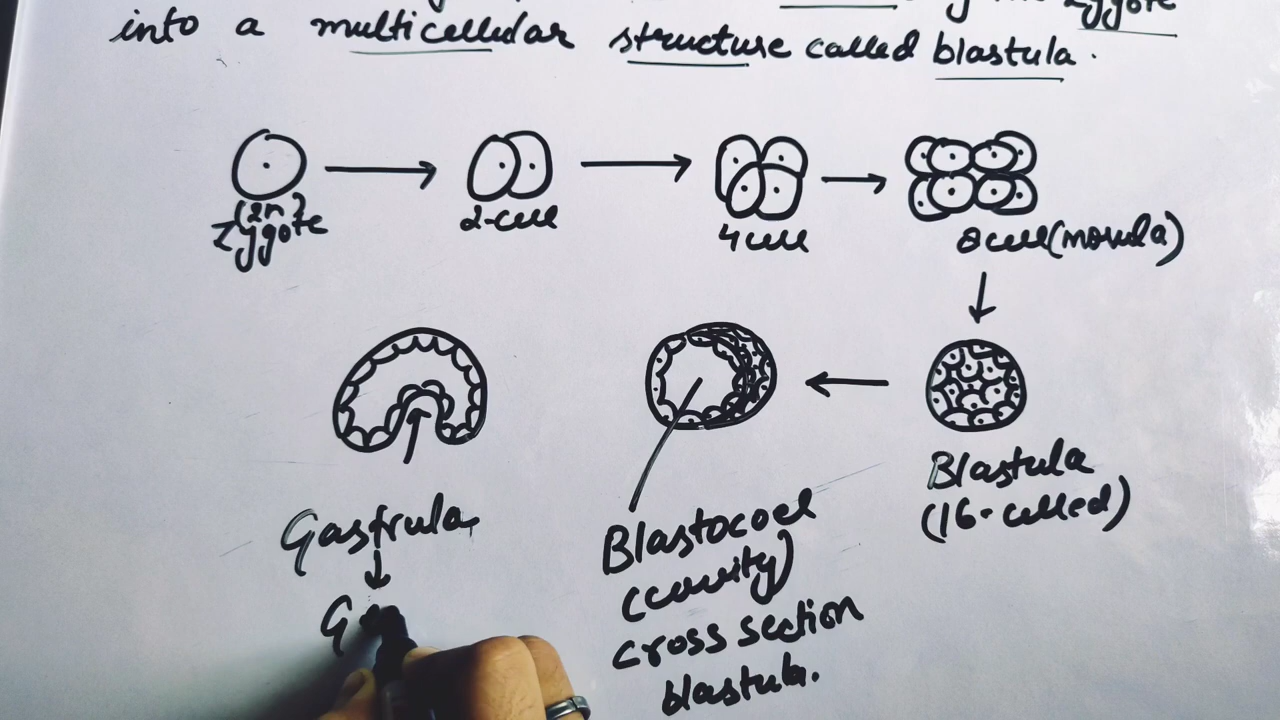 zygote
into a multicellular structure called blastula.
(2n)
Zygote
2-cell
4 cell
8 cell (morula)
Blastula
(16-celled)
Blastocoel
(cavity)
cross section
blastula.
Gastrula
G